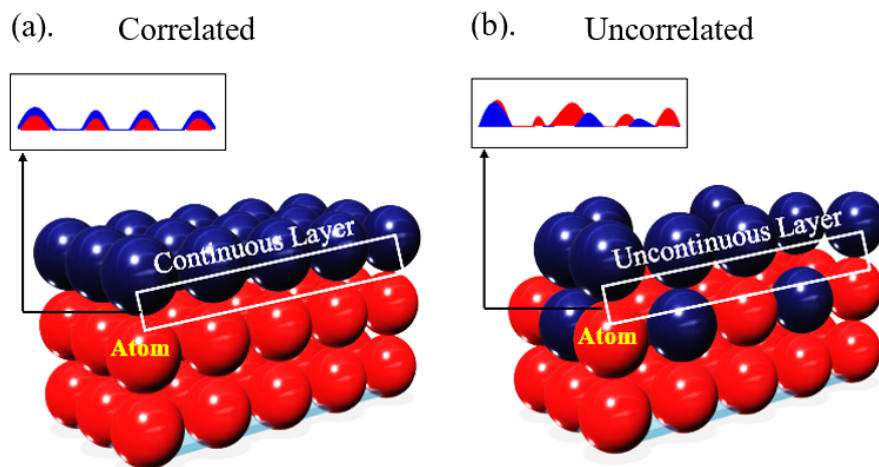 (a). Correlated
(b). Uncorrelated
Continuous Layer
Uncontinuous Layer
Atom
Atom